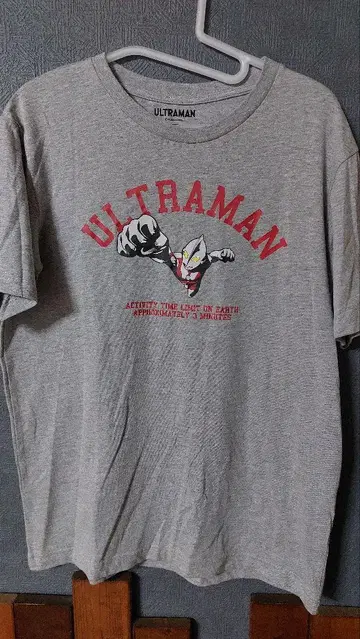 ULTRAMAN
ULTRAMAN
ACTIVITY TIME LIMIT ON EARTH
APPROXIMATELY 3 MINUTES